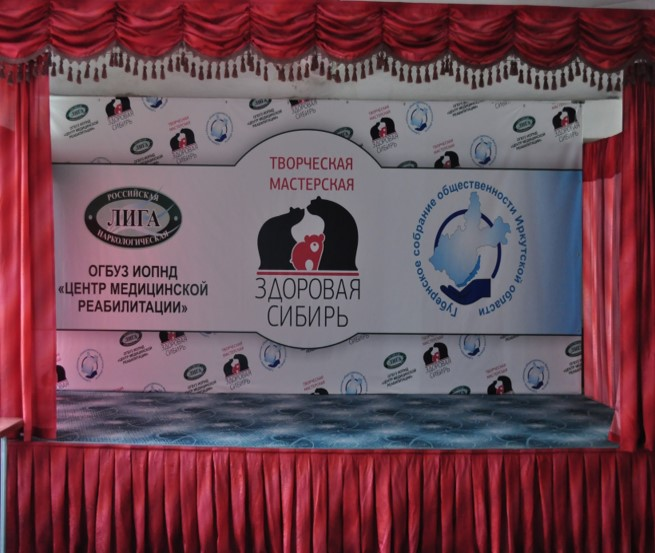 ТВОРЧЕСКАЯ
МАСТЕРСКАЯ
ЗДОРОВАЯ
СИБИРЬ
РОССИЙСКАЯ
ЛИГА
НАРКОЛОГИЧЕСКАЯ
ОГБУЗ ИОПНД
«ЦЕНТР МЕДИЦИНСКОЙ
РЕАБИЛИТАЦИИ»
Губернское собрание общественности Иркутской области